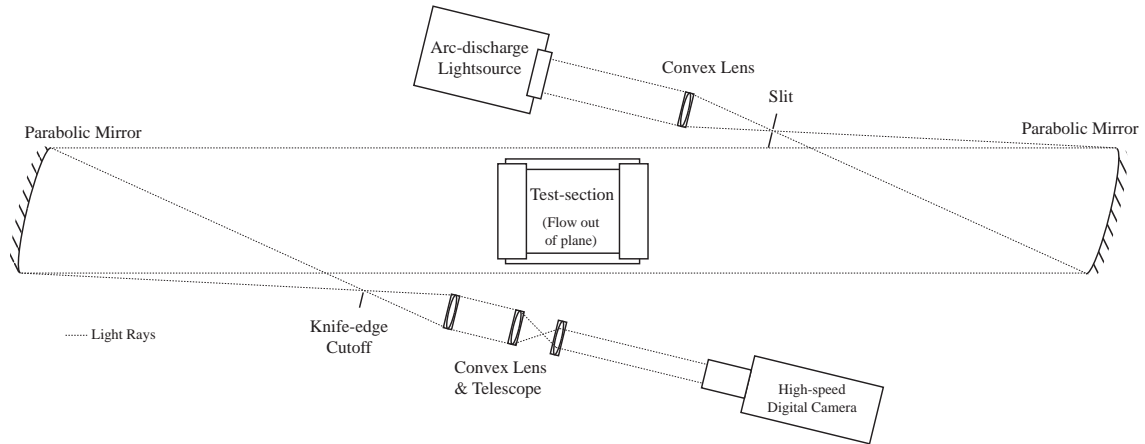 Arc-discharge
Lightsource
Convex Lens
Slit
Parabolic Mirror
Parabolic Mirror
Test-section
(Flow out
of plane)
Knife-edge
Cutoff
Light Rays
Convex Lens
& Telescope
High-speed
Digital Camera